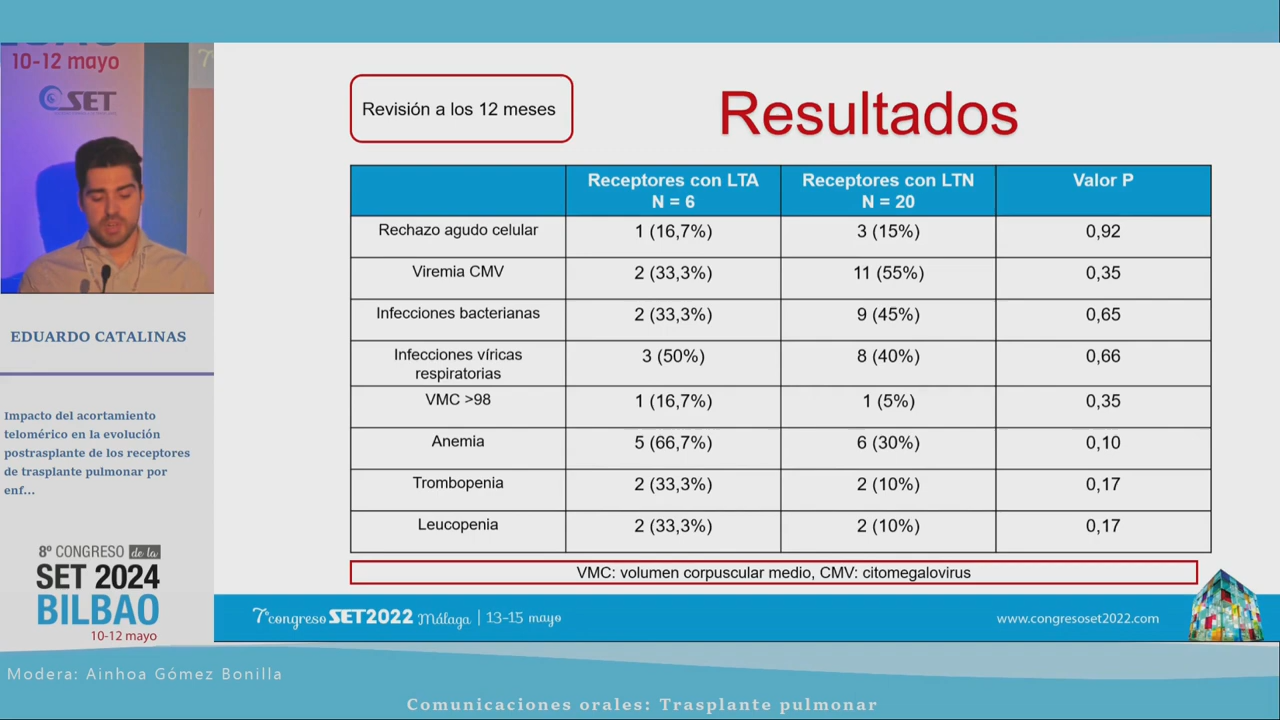 10-12 mayo
SET
EDUARDO CATALINAS
Impacto del acortamiento
telomérico en la evolución
postrasplante de los receptores
de trasplante pulmonar por
enf...
8º CONGRESO de la
SET 2024
BILBAO
10-12 mayo
Revisión a los 12 meses
Resultados
Receptores con LTA N = 6 Receptores con LTN N = 20 Valor P
Rechazo agudo celular 1 (16,7%) 3 (15%) 0,92
Viremia CMV 2 (33,3%) 11 (55%) 0,35
Infecciones bacterianas 2 (33,3%) 9 (45%) 0,65
Infecciones víricas respiratorias 3 (50%) 8 (40%) 0,66
VMC >98 1 (16,7%) 1 (5%) 0,35
Anemia 5 (66,7%) 6 (30%) 0,10
Trombopenia 2 (33,3%) 2 (10%) 0,17
Leucopenia 2 (33,3%) 2 (10%) 0,17
VMC: volumen corpuscular medio, CMV: citomegalovirus
7º congreso SET2022 Málaga | 13-15 mayo
www.congresoset2022.com
Modera: Ainhoa Gómez Bonilla
Comunicaciones orales: Trasplante pulmonar